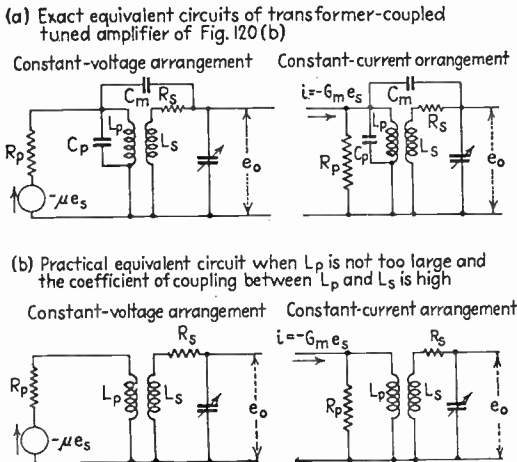 (a) Exact equivalent circuits of transformer-coupled
tuned amplifier of Fig. 120(b)
Constant-voltage arrangement
Constant-current orrangement
Cm
Rs
Lp
Cp
Ls
Rp
-μes
eo
i=-Gmes
Cm
Rs
Lp
Rp
Cp
Ls
eo
(b) Practical equivalent circuit when Lp is not too large and
the coefficient of coupling between Lp and Ls is high
Constant-voltage arrangement
Constant-current arrangement
Rs
Rp
Lp
Ls
eo
-μes
i=-Gmes
Rs
Rp
Lp
Ls
eo